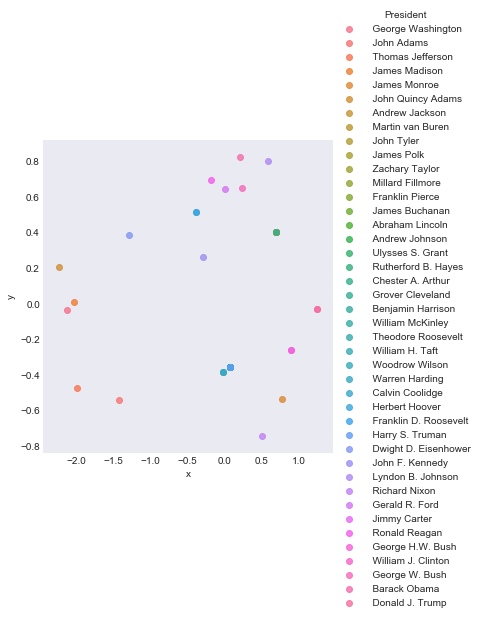 President
George Washington
John Adams
Thomas Jefferson
James Madison
James Monroe
John Quincy Adams
Andrew Jackson
Martin van Buren
John Tyler
James Polk
Zachary Taylor
Millard Fillmore
Franklin Pierce
James Buchanan
Abraham Lincoln
Andrew Johnson
Ulysses S. Grant
Rutherford B. Hayes
Chester A. Arthur
Grover Cleveland
Benjamin Harrison
William McKinley
Theodore Roosevelt
William H. Taft
Woodrow Wilson
Warren Harding
Calvin Coolidge
Herbert Hoover
Franklin D. Roosevelt
Harry S. Truman
Dwight D. Eisenhower
John F. Kennedy
Lyndon B. Johnson
Richard Nixon
Gerald R. Ford
Jimmy Carter
Ronald Reagan
George H.W. Bush
William J. Clinton
George W. Bush
Barack Obama
Donald J. Trump
0.8
0.6
0.4
0.2
0.0
−0.2
−0.4
−0.6
−0.8
y
−2.0 −1.5 −1.0 −0.5 0.0 0.5 1.0
x